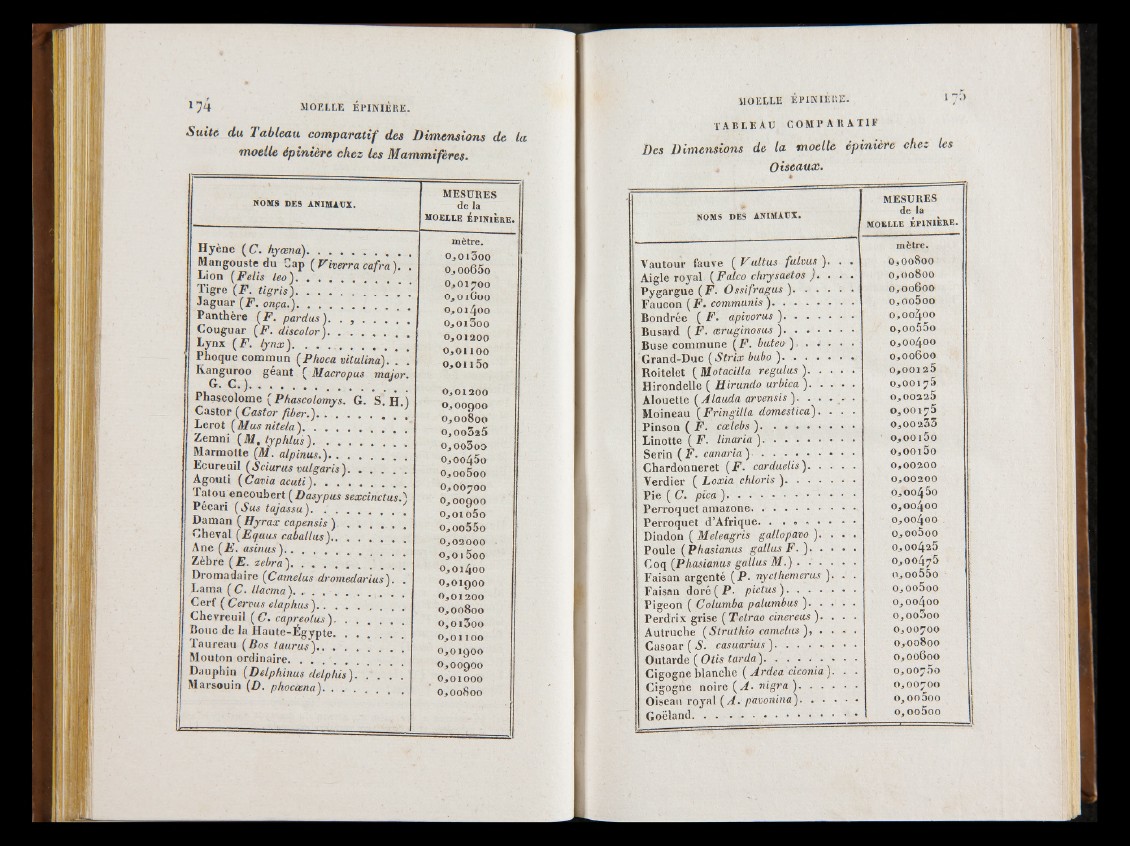 174 MOELLE ÉPINIÈRE.
Suite du Tableau comparatif des Dimensions de la
moelle épinière chez les Mammifères.
NOMS DES ANIMAUX. MESURES
de la
MOELLE ÉPINIÈRE.
mètre.
Hyène (C. hyæna). . . . . . . . . 0,01300
Mangouste du Cap (Viverra cafra). . 0,00650
Lion (Felis leo). . . . . . . . . . 0,01700
Tigre (F. tigris). . . . . . . . . . 0,01600
Jaguar (F. onça.). . . . . . . . . . 0,01400
Panthère (F. pardus). . , . . . . . 0,01300
Couguar (F. discolor). . . . . . . . 0,01200
Lynx (F. lynx). . . . . . . . . . . 0,01100
Phoque commun (Phoca vitulina). . . 0,01150
Kanguroo géant (Macropus major.
G. C.). . . . . . . . . . . . . . . 0,01200
Phascolome (Phascolomys. G. S. H.) 0,00900
Castor (Castor fiber.). . . . . . . . 0,00800
Lerot (Mus nitela). . . . . . . . . 0,00325
Zemni (M. typhlus). . . . . . . . . 0,00300
Marmotte (M. alpinus.). . . . . . . 0,00450
Ecureuil (Sciurus vulgaris). . . . . . 0,00500
Agouti (Cavia acuti). . . . . . . . 0,00700
Tatou encoubert (Dasypus sexcinctus.) 0,00900
Pécari (Sus tajassu). . . . . . . . 0,01050
Daman (Hyrax capensis) . . . . . . 0,00550
Cheval (Equus caballus).. . . . . . 0,02000
Ane (E. asinus). . . . . . . . . . 0,01500
Zèbre (E. zebra). . . . . . . . . . 0,01400
Dromadaire (Camelus dromedarius). . 0,01900
Lama (C. llacma). . . . . . . . . . 0,01200
Cerf (Cervus elaphus). . . . . . . . 0,00800
Chevreuil (C. capreolus). . . . . . . 0,01300
Bouc de la Haute-Égypte. . . . . . . 0,01100
Taureau (Bos taurus).. . . . . . . . 0,01900
Mouton ordinaire. . . . . . . . . . 0,00900
Dauphin (Delphinus delphis). . . . . 0,01000
Marsouin (D. phocæna). . . . . . . . 0,00800
MOELLE ÉPINIÈRE. 175
TABLEAU COMPARATIF
Des Dimensions de la moelle épinière chez les
Oiseaux.
NOMS DES ANIMAUX. MESURES
de la
MOELLE ÉPINIÈRE.
mètre.
Vautour fauve (Vultus fulvus). . . 0,00800
Aigle royal (Falco chrysaetos). . . . 0,00800
Pygargue (F. Ossifragus). . . . . . 0,00600
Faucon (F. communis). . . . . . . . 0,00500
Bondrée (F. apivorus). . . . . . . 0,00400
Busard (F. æruginosus). . . . . . . 0,00550
Buse commune (F. buteo). . . . . . 0,00400
Grand-Duc (Strix bubo). . . . . . . 0,00600
Roitelet (Motacilla regulus). . . . . 0,00125
Hirondelle (Hirundo urbica). . . . . 0,00175
Alouette (Alauda arvensis). . . . . 0,00225
Moineau (Fringilla domestica). . . . 0,00175
Pinson (F. cælebs). . . . . . . . . 0,00233
Linotte (F. linaria). . . . . . . . . 0,00150
Serin (F. canaria). . . . . . . . . 0,00150
Chardonneret (F. carduelis). . . . . 0,00200
Verdier (Loxia chloris). . . . . . . 0,00200
Pie (C. pica). . . . . . . . . . . . 0,00450
Perroquet amazone. . . . . . . . . 0,00400
Perroquet d'Afrique. . . . . . . . . 0,00400
Dindon (Meleagris gallopavo). . . . 0,00500
Poule (Phasianus gallus F.). . . . . 0,00425
Coq (Phasianus gallus M.). . . . . . 0,00475
Faisan argenté (P. nycthemerus). . . 0,00550
Faisan doré (P. pictus). . . . . . . 0,00500
Pigeon (Columba palumbus). . . . . 0,00400
Perdrix grise (Tetrao cinereus). . . . 0,00300
Autruche (Struthio camelus), . . . . 0,00700
Casoar (S. casuarius). . . . . . . . 0,00800
Outarde (Otis tarda). . . . . . . . . 0,00600
Cigogne blanche (Ardea ciconia). . . 0,00750
Cigogne noire (A. nigra). . . . . . 0,00700
Oiseau royal (A. pavonina). . . . . . 0,00500
Goëland. . . . . . . . . . . . . . . 0,00500